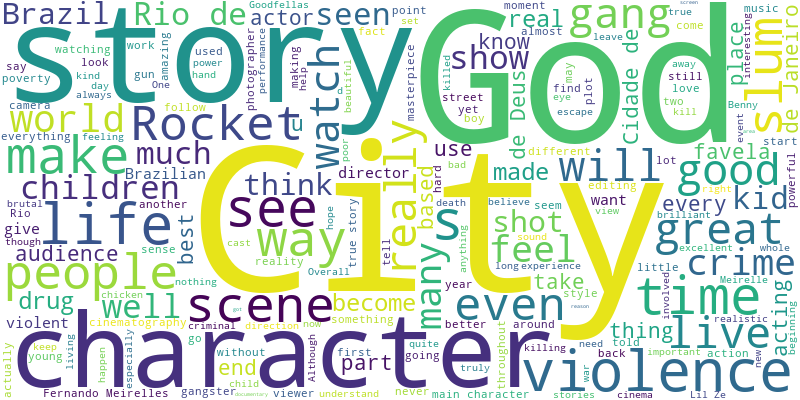 Brazil
Rio de
actor
seen
Goodfellas
point
set
moment
real
gang
God
story
say
watching
look
work
used
amazing
fact
music
almost
come
true
screen
leave
poverty
kind
day
always
gun
One
power
hand
photographer
performance
making
help
beautiful
masterpiece
know
show
place
interesting
slum
de Janeiro
camera
world
Rocket
u
watch
killed
street
yet
boy
find
eye
may
plot
escape
away
still
love
two
kill
Benny
event
area
start
everything
feeling
follow
poor
de Deus
cidade de
different
favela
powerful
make
much
Brazilian
think
director
really
based
use
bad
hard
made
will
lot
good
children
brutal
Rio
another
see
death
believe
seem
editing
want
view
right
every
kid
life
best
way
cast
hope
true story
tell
many
s
shot
sound
brilliant
great
give
though
sense
reality
City
anything
feel
excellent
whole
audience
nothing
Overall
long
experience
little
Meirelle
crime
people
chicken
scene
become
year
even
take
style
time
realistic
involved
drug
well
something
better
around
thing
live
acting
beginning
violent
cinematography
criminal
direction
now
character
killing
need
told
important
action
new
actually
keep
young
living
happen
especially
go
without
end
child
got
Although
first
part
quite
going
truly
throughout
war
back
reason
violence
Fernando Meirelles
gangster
viewer
documentary
understand
never
main character
stories
cinema
Lil Ze